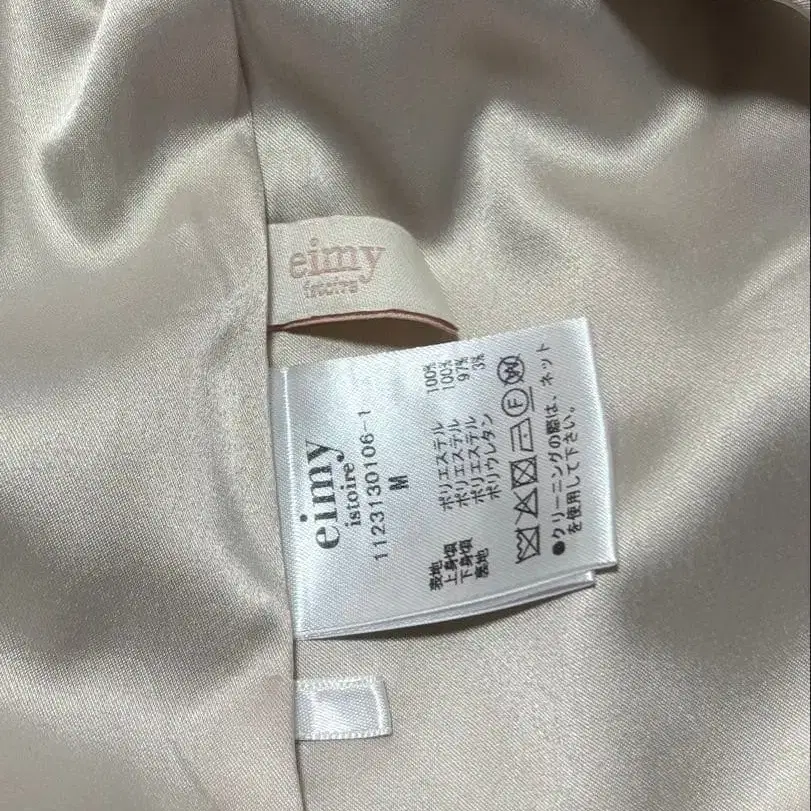 eimy
istoire
eimy
istoire
1123130106-1
M
表地
上身頃 ポリエステル 100%
下身頃 ポリエステル 100%
裏地 ポリエステル 97%
ポリウレタン 3%
●クリーニングの際は、ネット
を使用して下さい。